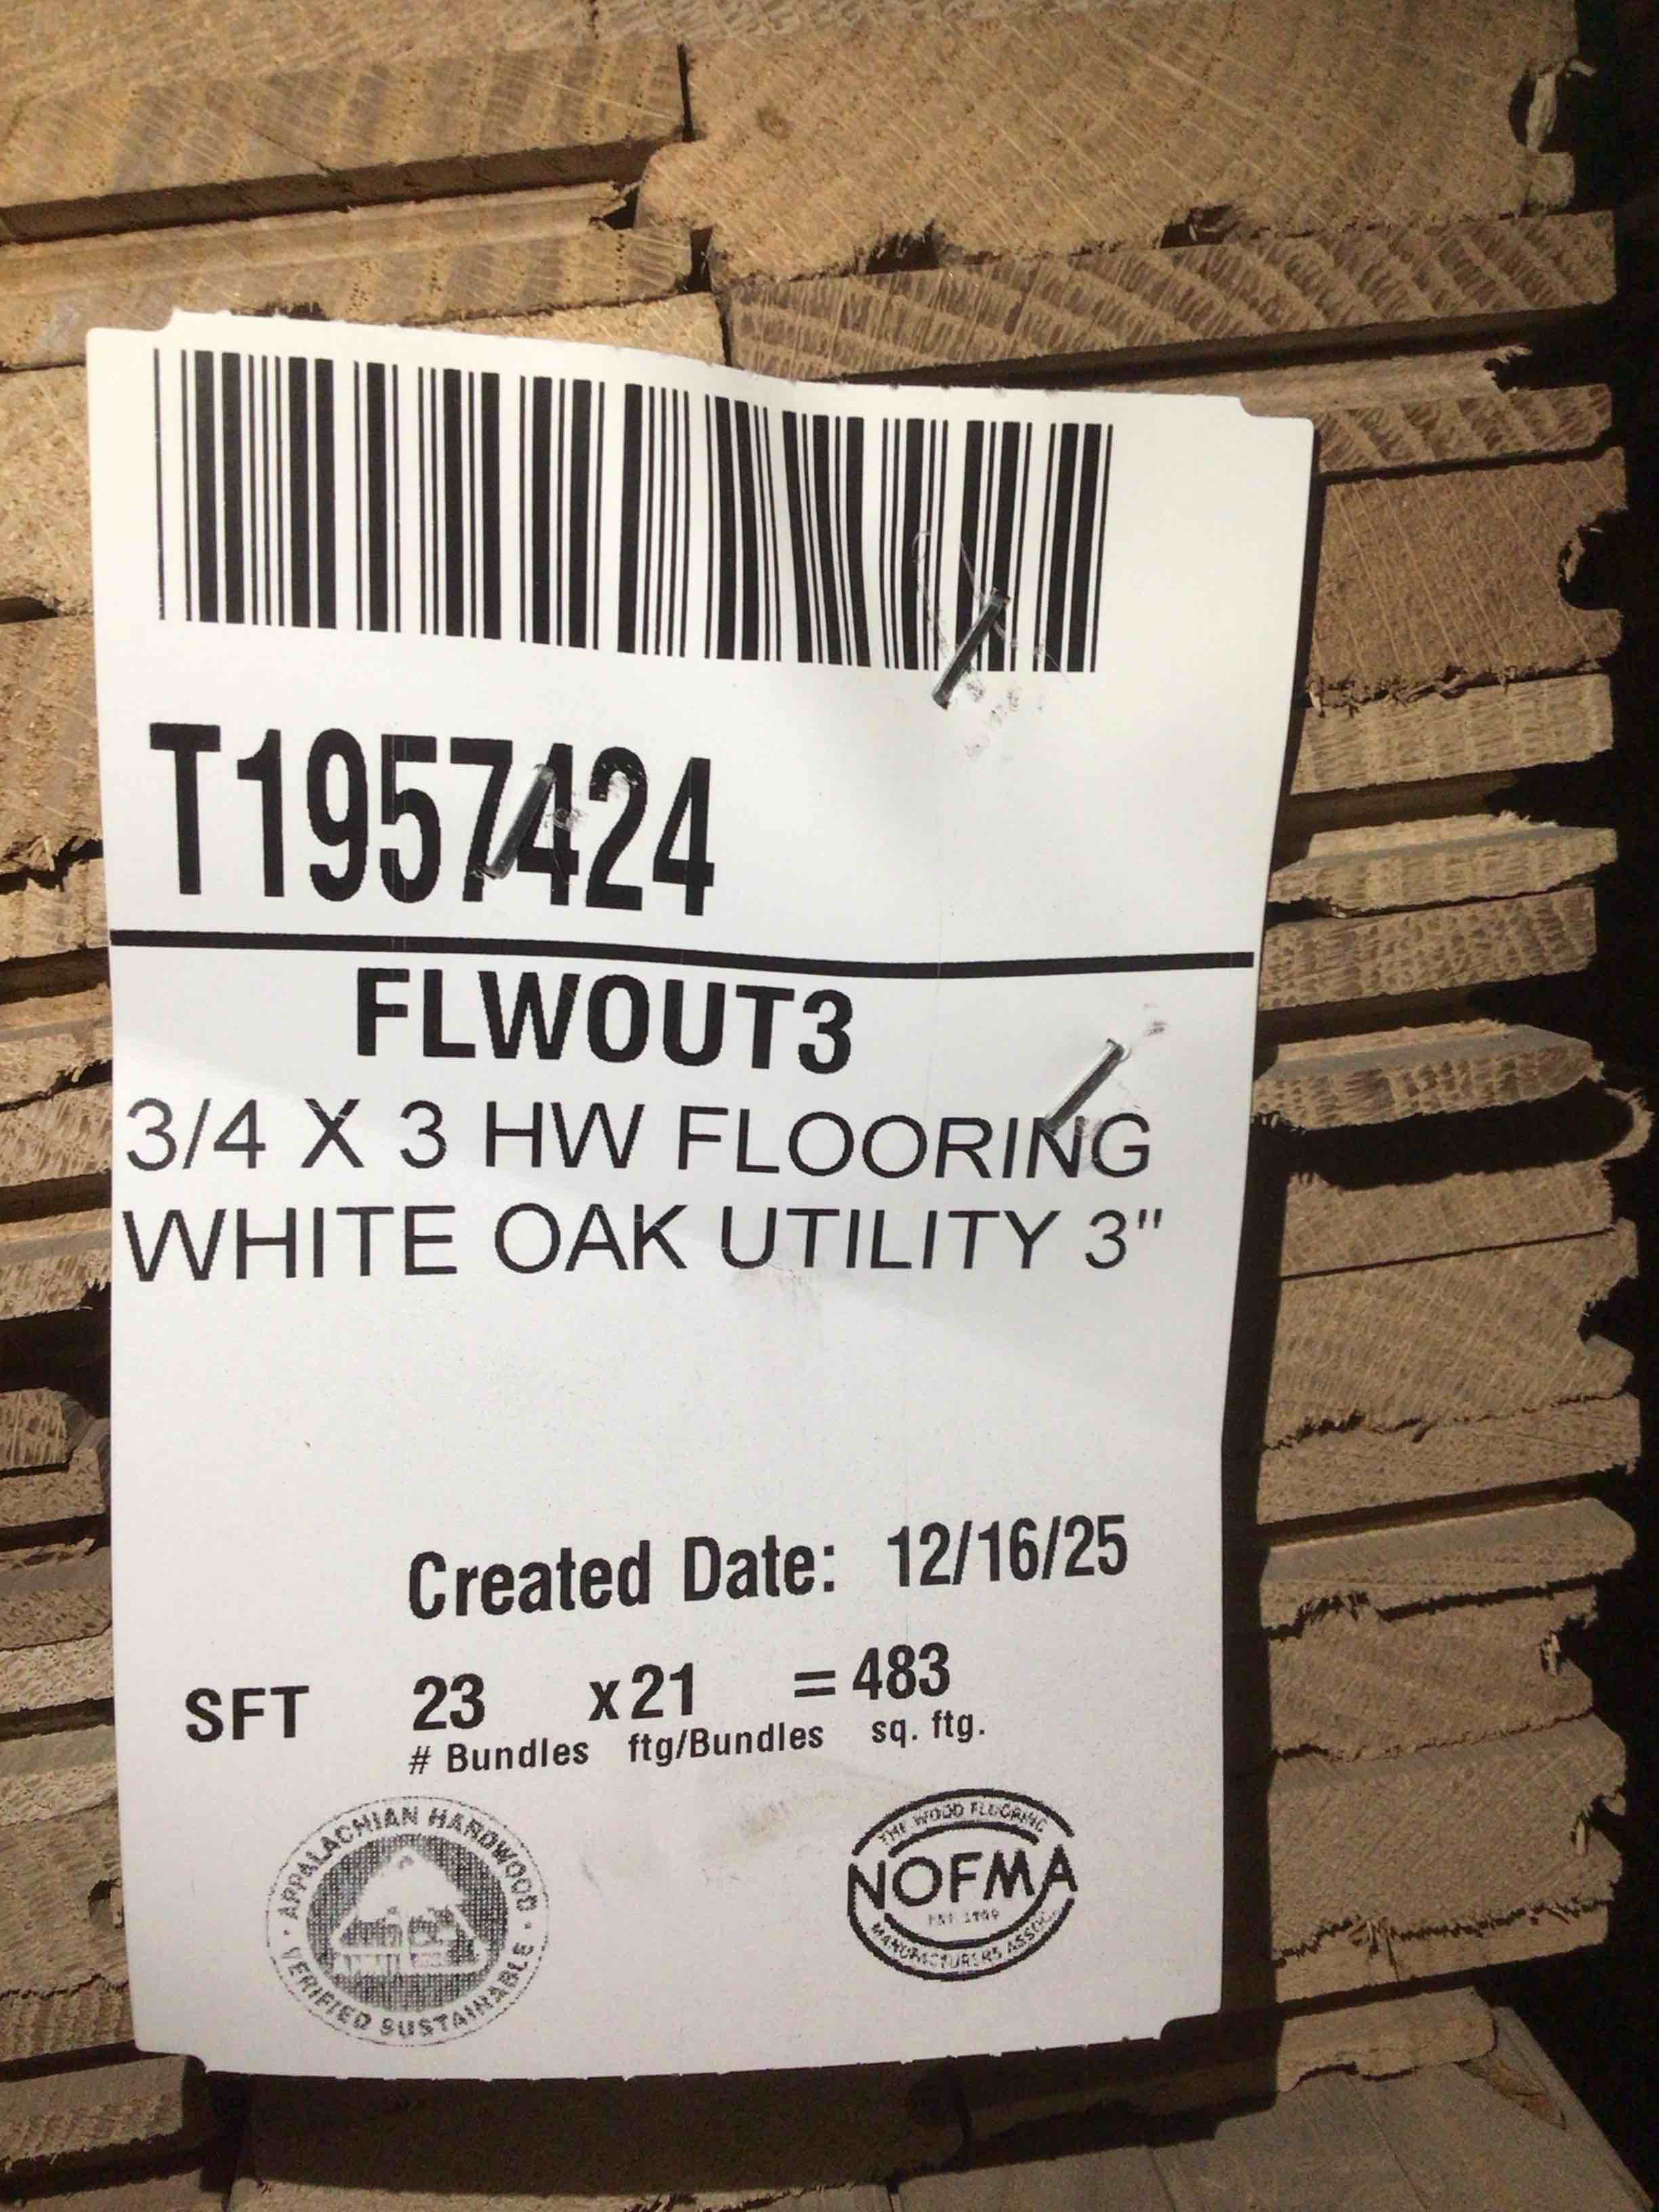 T1957424
FLWOUT3
3/4 X 3 HW FLOORING
WHITE OAK UTILITY 3"
Created Date: 12/16/25
SFT 23 x 21 = 483
# Bundles ftg/Bundles sq. ftg.
APPALACHIAN HARDWOOD
VERIFIED SUSTAINABLE
THE WOOD FLOORING
NOFMA
MANUFACTURERS ASSOC.